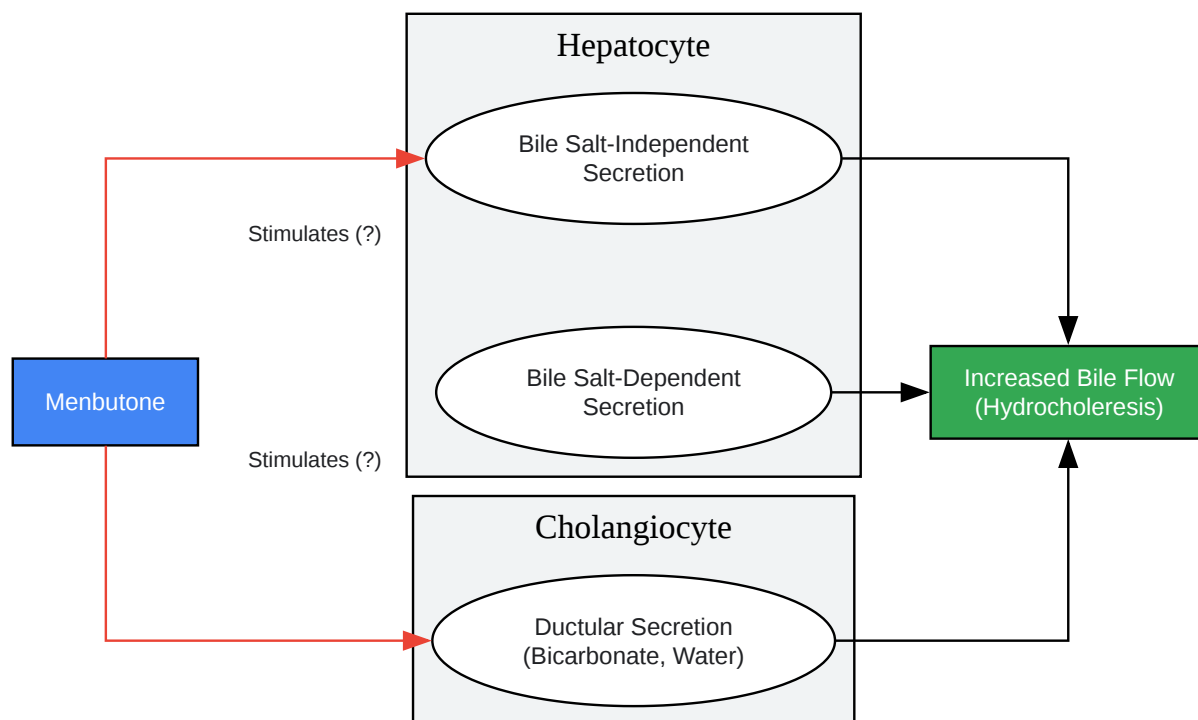 Hepatocyte
Bile Salt-Independent
Secretion
Stimulates (?)
Bile Salt-Dependent
Secretion
Menbutone
Increased Bile Flow
(Hydrocholeresis)
Stimulates (?)
Cholangiocyte
Ductular Secretion
(Bicarbonate, Water)